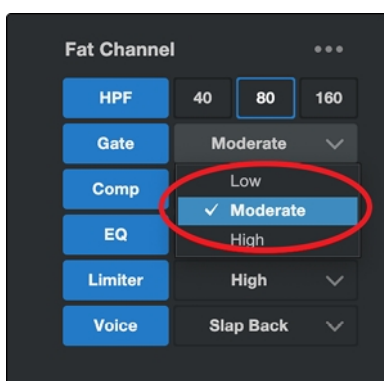 Fat Channel
HPF 40 80 160
Gate Moderate
Comp Low
Moderate
EQ High
Limiter High
Voice Slap Back